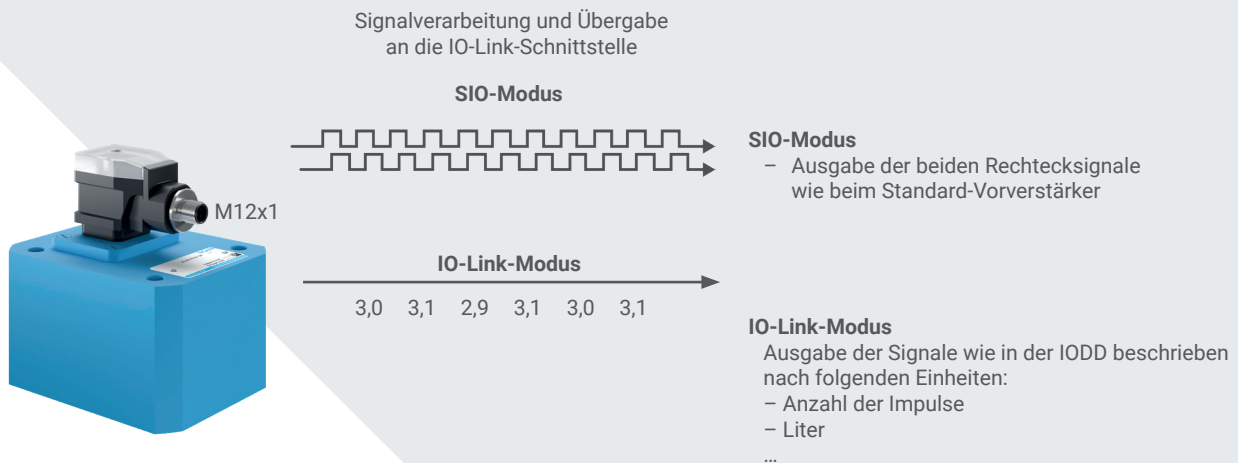 Signalverarbeitung und Übergabe
an die IO-Link-Schnittstelle
SIO-Modus
SIO-Modus
– Ausgabe der beiden Rechtecksignale
wie beim Standard-Vorverstärker
M12x1
IO-Link-Modus
3,0 3,1 2,9 3,1 3,0 3,1
IO-Link-Modus
Ausgabe der Signale wie in der IODD beschrieben
nach folgenden Einheiten:
– Anzahl der Impulse
– Liter
...